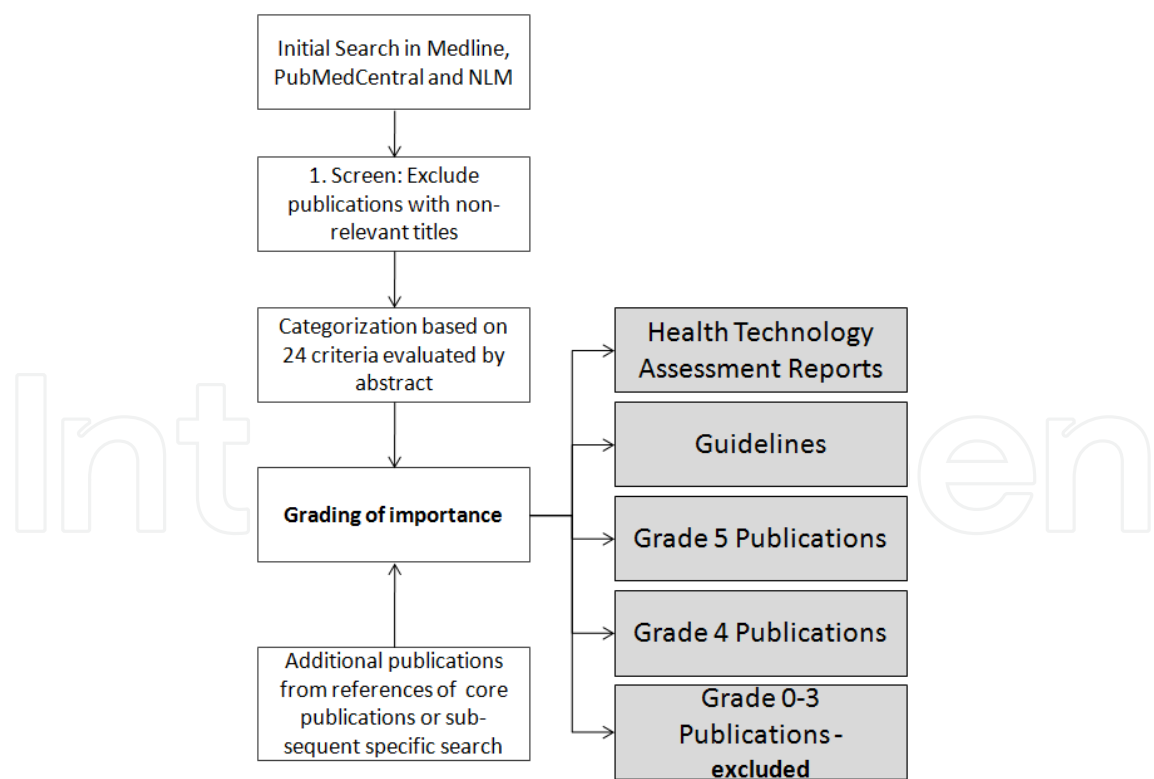 Initial Search in Medline,
PubMedCentral and NLM
1. Screen: Exclude
publications with non-
relevant titles
Categorization based on
24 criteria evaluated by
abstract
Grading of importance
Additional publications
from references of core
publications or sub-
sequent specific search
Health Technology
Assessment Reports
Guidelines
Grade 5 Publications
Grade 4 Publications
Grade 0-3
Publications -
excluded
Int
en